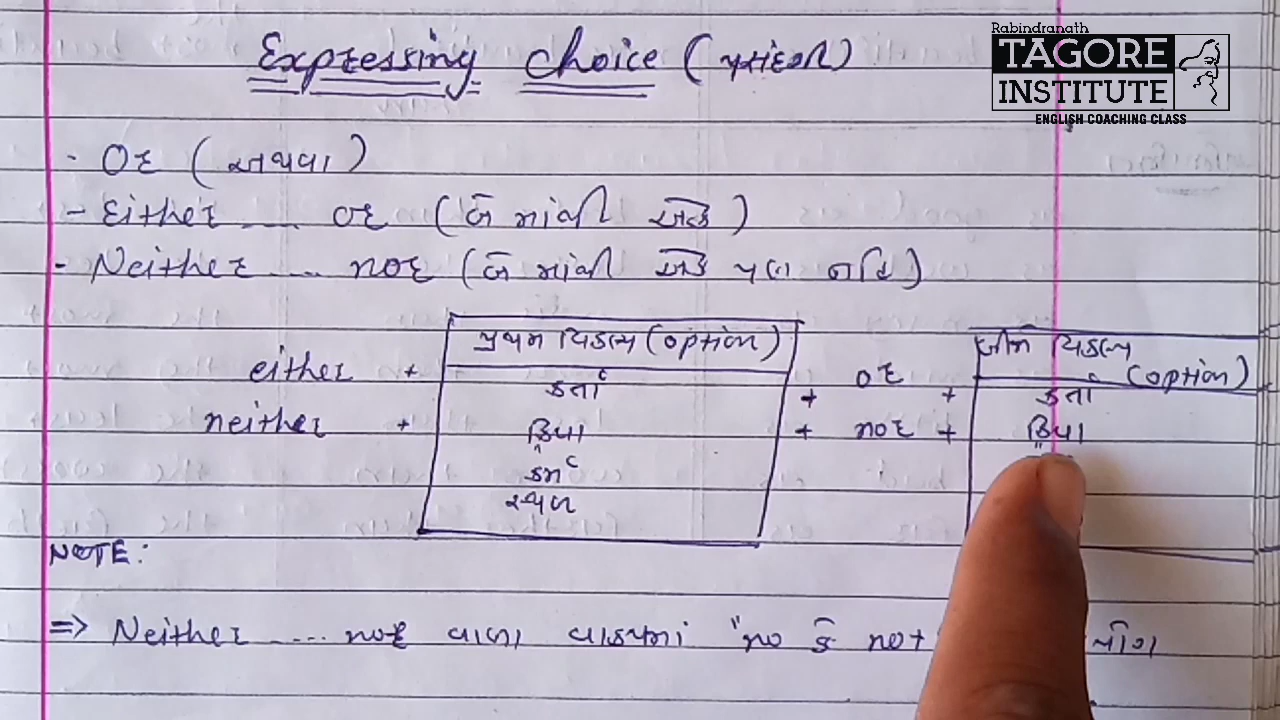 Rabindranath
TAGORE
INSTITUTE
ENGLISH COACHING CLASS
Expressing Choice (પસંદગી)
- Or (અથવા)
- Either .... or (બે માંથી એક)
- Neither .... nor (બે માંથી એકે પણ નહિ)
પ્રથમ વિકલ્પ (option)
બીજો વિકલ્પ (option)
either + કર્તા + or + કર્તા
neither + ક્રિયા + nor + ક્રિયા
કર્મ
સ્થળ
NOTE:
⇒ Neither .... nor વાળા વાક્યમાં "no કે not